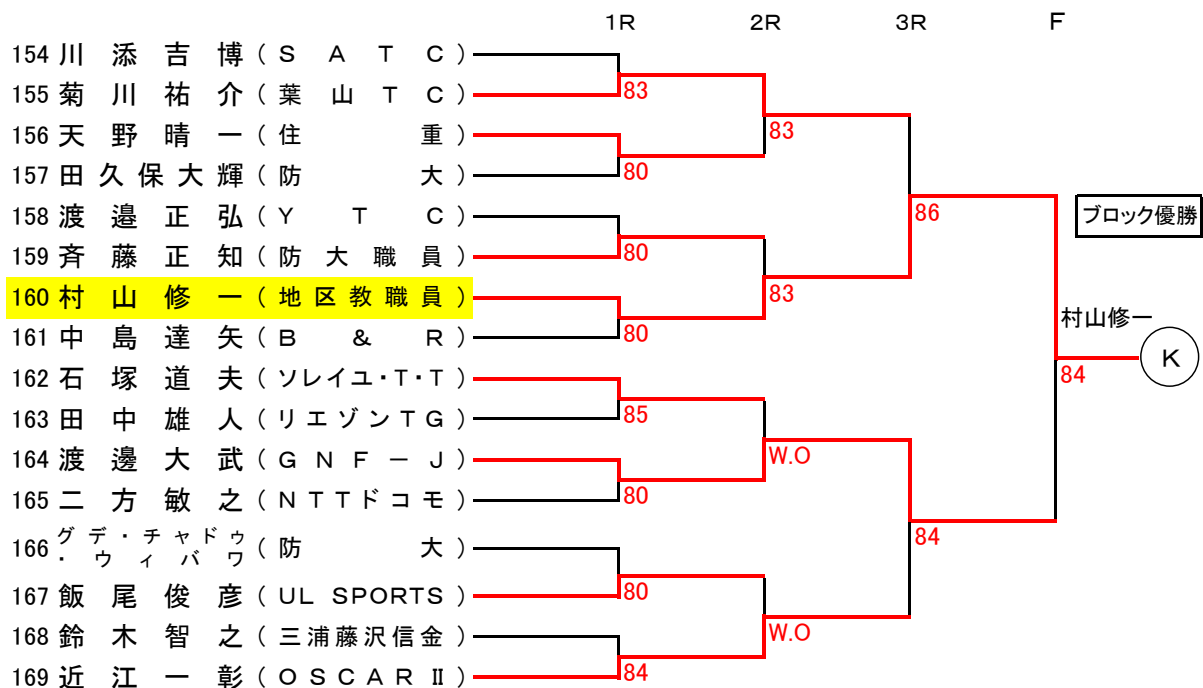 1R 2R 3R F
154 川添吉博 (SATC)
155 菊川祐介 (葉山TC)
83
156 天野晴一 (住重)
83
157 田久保大輝 (防大)
80
158 渡邉正弘 (YTC)
86
ブロック優勝
159 斉藤正知 (防大職員)
80
160 村山修一 (地区教職員)
83
161 中島達矢 (B&R)
80
村山修一
K
162 石塚道夫 (ソレイユ・T・T)
84
163 田中雄人 (リエゾンTG)
85
164 渡邊大武 (GNF-J)
W.O
165 二方敏之 (NTTドコモ)
80
166 グデ・チャドゥ・ウィバワ (防大)
84
167 飯尾俊彦 (UL SPORTS)
80
168 鈴木智之 (三浦藤沢信金)
W.O
169 近江一彰 (OSCARⅡ)
84